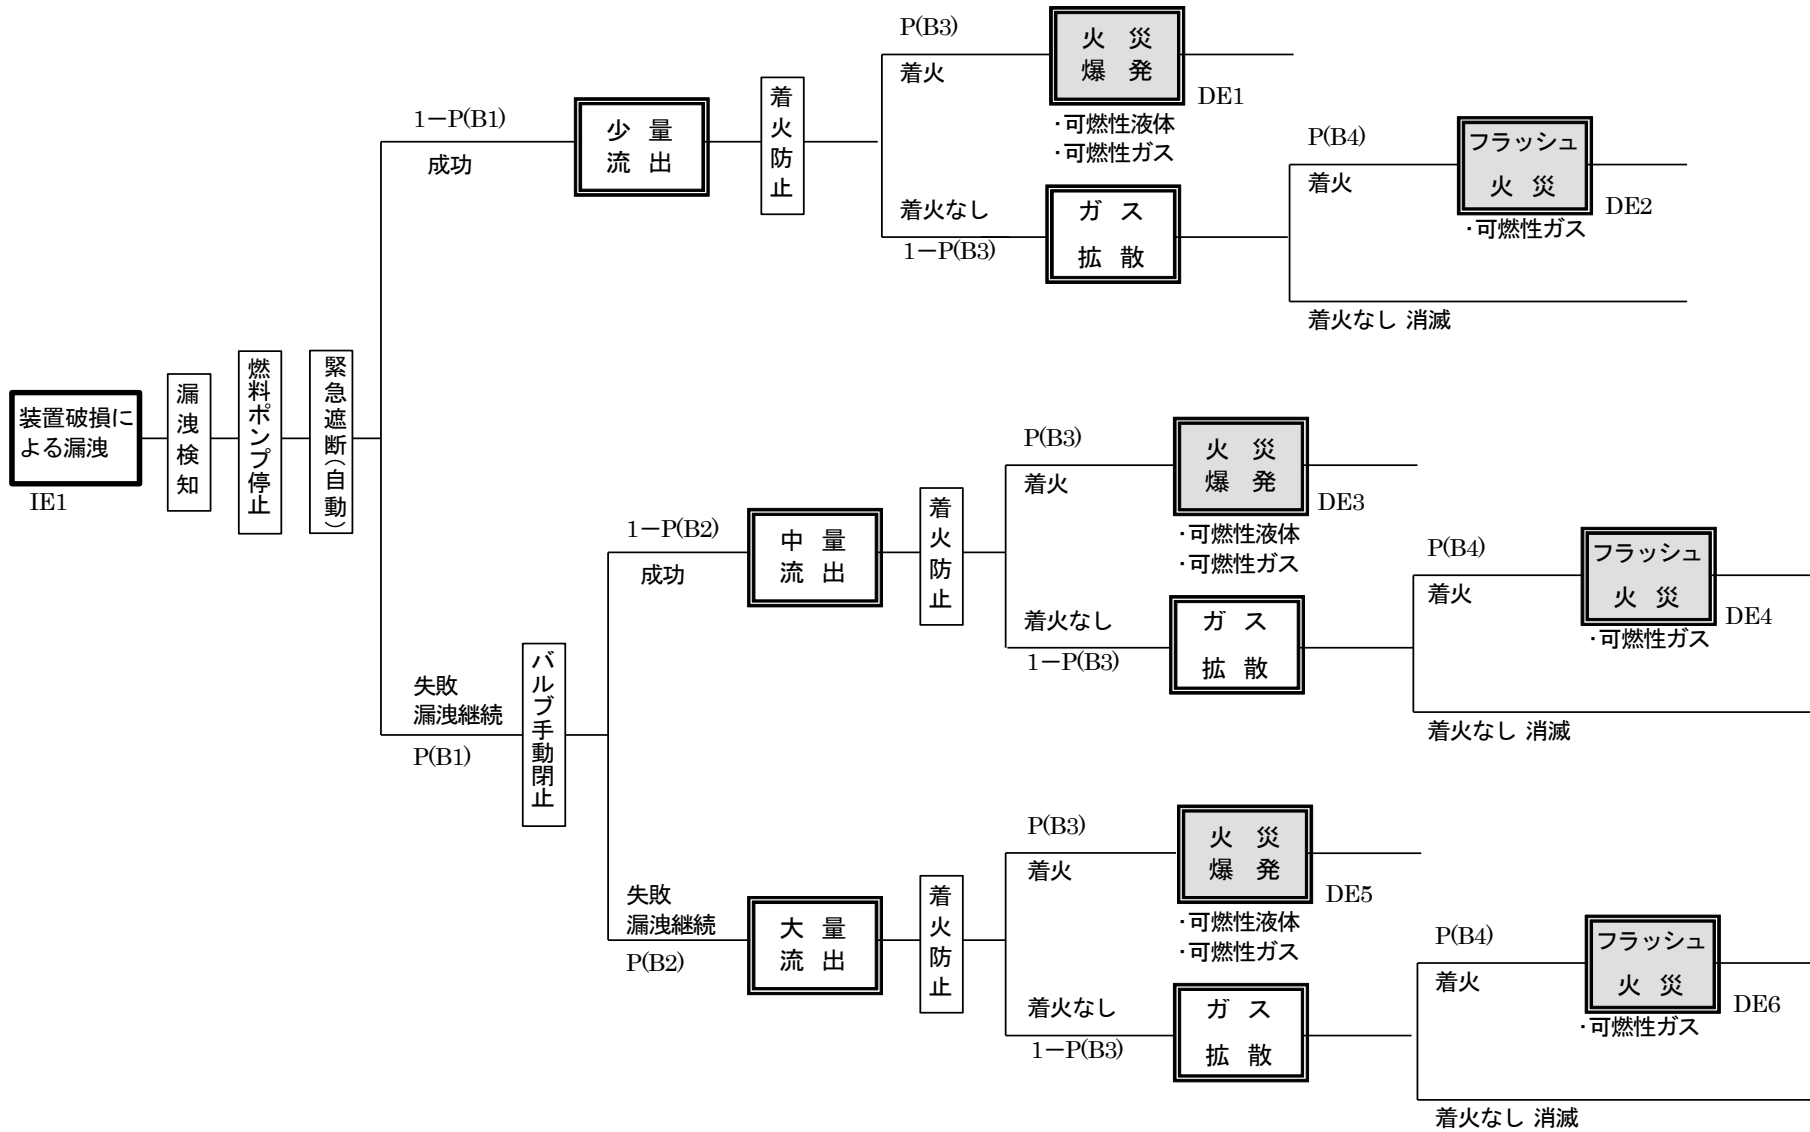 装置破損に
よる漏洩
IE1
漏洩検知
燃料ポンプ停止
緊急遮断(自動)
1－P(B1)
成功
少 量
流 出
着火防止
P(B3)
着火
火 災
爆 発
DE1
・可燃性液体
・可燃性ガス
着火なし
1－P(B3)
ガ ス
拡 散
P(B4)
着火
フラッシュ
火 災
DE2
・可燃性ガス
着火なし 消滅
失敗
漏洩継続
P(B1)
バルブ手動閉止
1－P(B2)
成功
中 量
流 出
着火防止
P(B3)
着火
火 災
爆 発
DE3
・可燃性液体
・可燃性ガス
着火なし
1－P(B3)
ガ ス
拡 散
P(B4)
着火
フラッシュ
火 災
DE4
・可燃性ガス
着火なし 消滅
失敗
漏洩継続
P(B2)
大 量
流 出
着火防止
P(B3)
着火
火 災
爆 発
DE5
・可燃性液体
・可燃性ガス
着火なし
1－P(B3)
ガ ス
拡 散
P(B4)
着火
フラッシュ
火 災
DE6
・可燃性ガス
着火なし 消滅